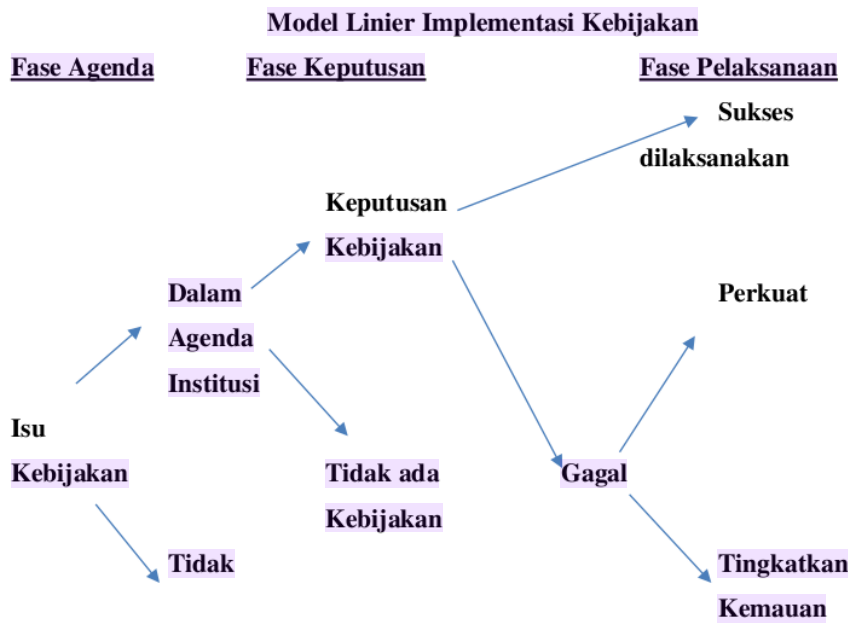 Model Linier Implementasi Kebijakan
Fase Agenda Fase Keputusan Fase Pelaksanaan
Sukses
dilaksanakan
Keputusan
Kebijakan
Dalam
Agenda
Institusi
Perkuat
Isu
Kebijakan
Tidak ada
Kebijakan
Gagal
Tidak
Tingkatkan
Kemauan